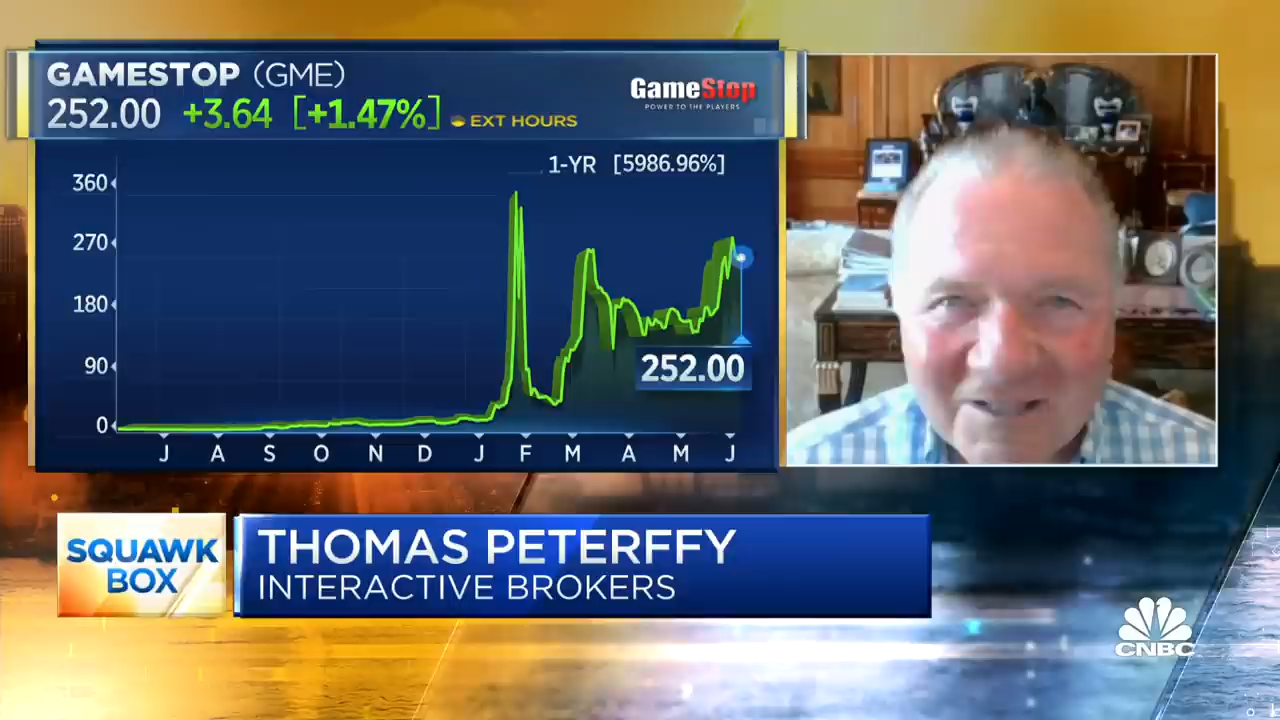 GAMESTOP (GME)
252.00 +3.64 [+1.47%] EXT HOURS
GameStop
POWER TO THE PLAYERS
1-YR [5986.96%]
360
270
180
90
0
252.00
J A S O N D J F M A M J
SQUAWK
BOX
THOMAS PETERFFY
INTERACTIVE BROKERS
CNBC